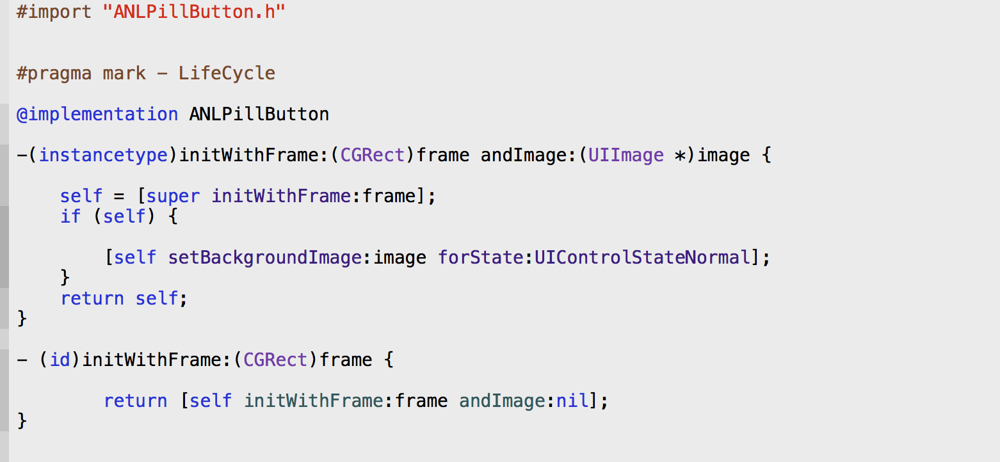 #import "ANLPillButton.h"
#pragma mark - LifeCycle
@implementation ANLPillButton
-(instancetype)initWithFrame:(CGRect)frame andImage:(UIImage *)image {
self = [super initWithFrame:frame];
if (self) {
[self setBackgroundImage:image forState:UIControlStateNormal];
}
return self;
}
- (id)initWithFrame:(CGRect)frame {
return [self initWithFrame:frame andImage:nil];
}